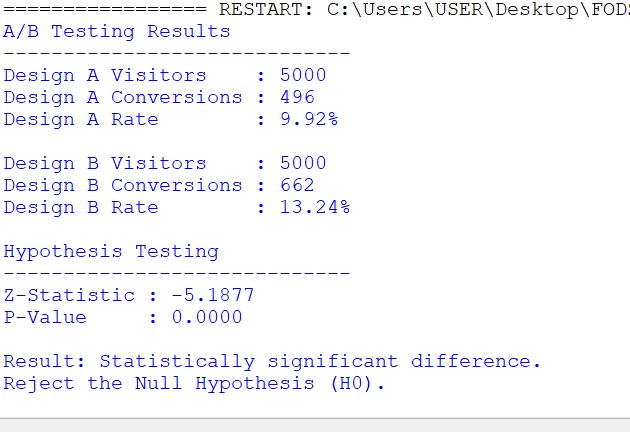 ================= RESTART: C:\Users\USER\Desktop\FODS
A/B Testing Results
-----------------------------
Design A Visitors    : 5000
Design A Conversions : 496
Design A Rate        : 9.92%
Design B Visitors    : 5000
Design B Conversions : 662
Design B Rate        : 13.24%
Hypothesis Testing
-----------------------------
Z-Statistic : -5.1877
P-Value     : 0.0000
Result: Statistically significant difference.
Reject the Null Hypothesis (H0).